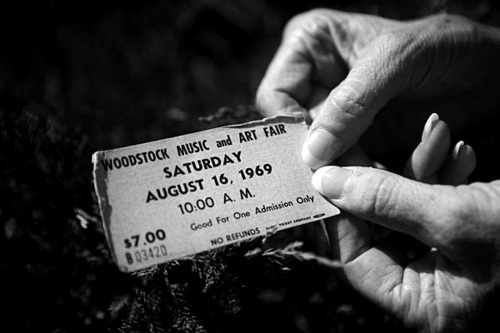 WOODSTOCK MUSIC and ART FAIR
SATURDAY
AUGUST 16, 1969
10:00 A. M.
Good For One Admission Only
$7.00
NO REFUNDS
B 03420